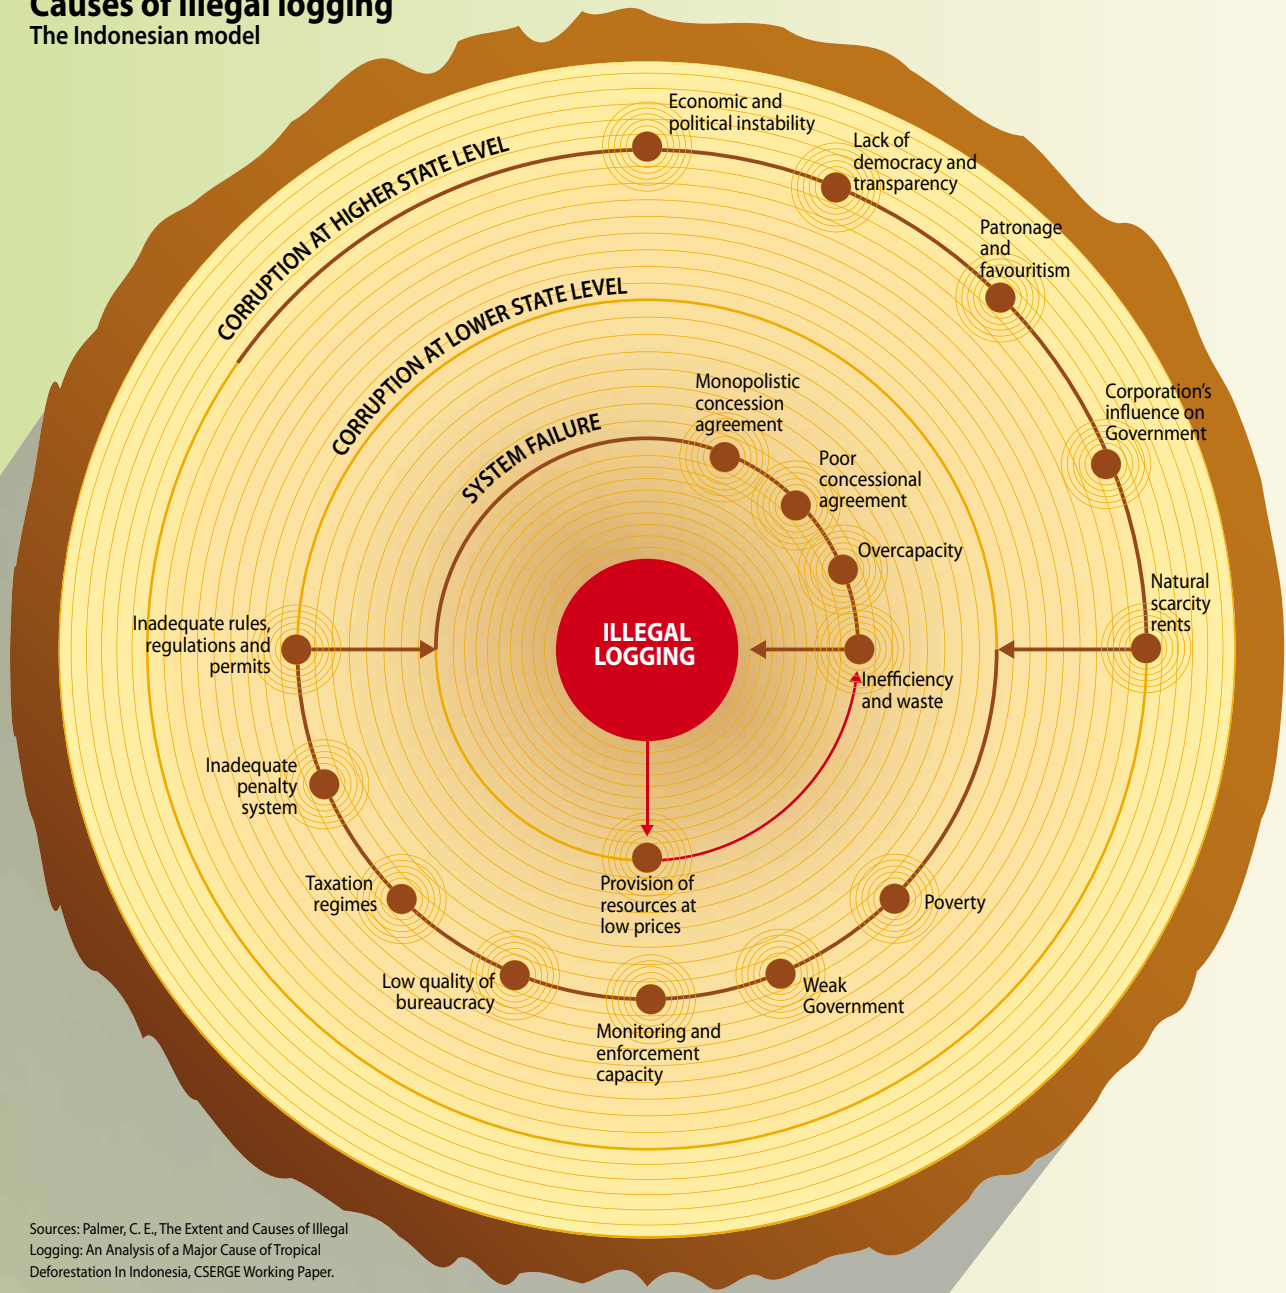 Causes of illegal logging
The Indonesian model
Economic and
political instability
Lack of
democracy and
transparency
CORRUPTION AT HIGHER STATE LEVEL
Patronage
and
favouritism
CORRUPTION AT LOWER STATE LEVEL
Monopolistic
concession
agreement
Corporation's
influence on
Government
SYSTEM FAILURE
Poor
concessional
agreement
Overcapacity
Natural
scarcity
rents
Inadequate rules,
regulations and
permits
ILLEGAL
LOGGING
Inefficiency
and waste
Inadequate
penalty
system
Taxation
regimes
Provision of
resources at
low prices
Poverty
Low quality of
bureaucracy
Weak
Government
Monitoring and
enforcement
capacity
Sources: Palmer, C. E., The Extent and Causes of Illegal
Logging: An Analysis of a Major Cause of Tropical
Deforestation In Indonesia, CSERGE Working Paper.